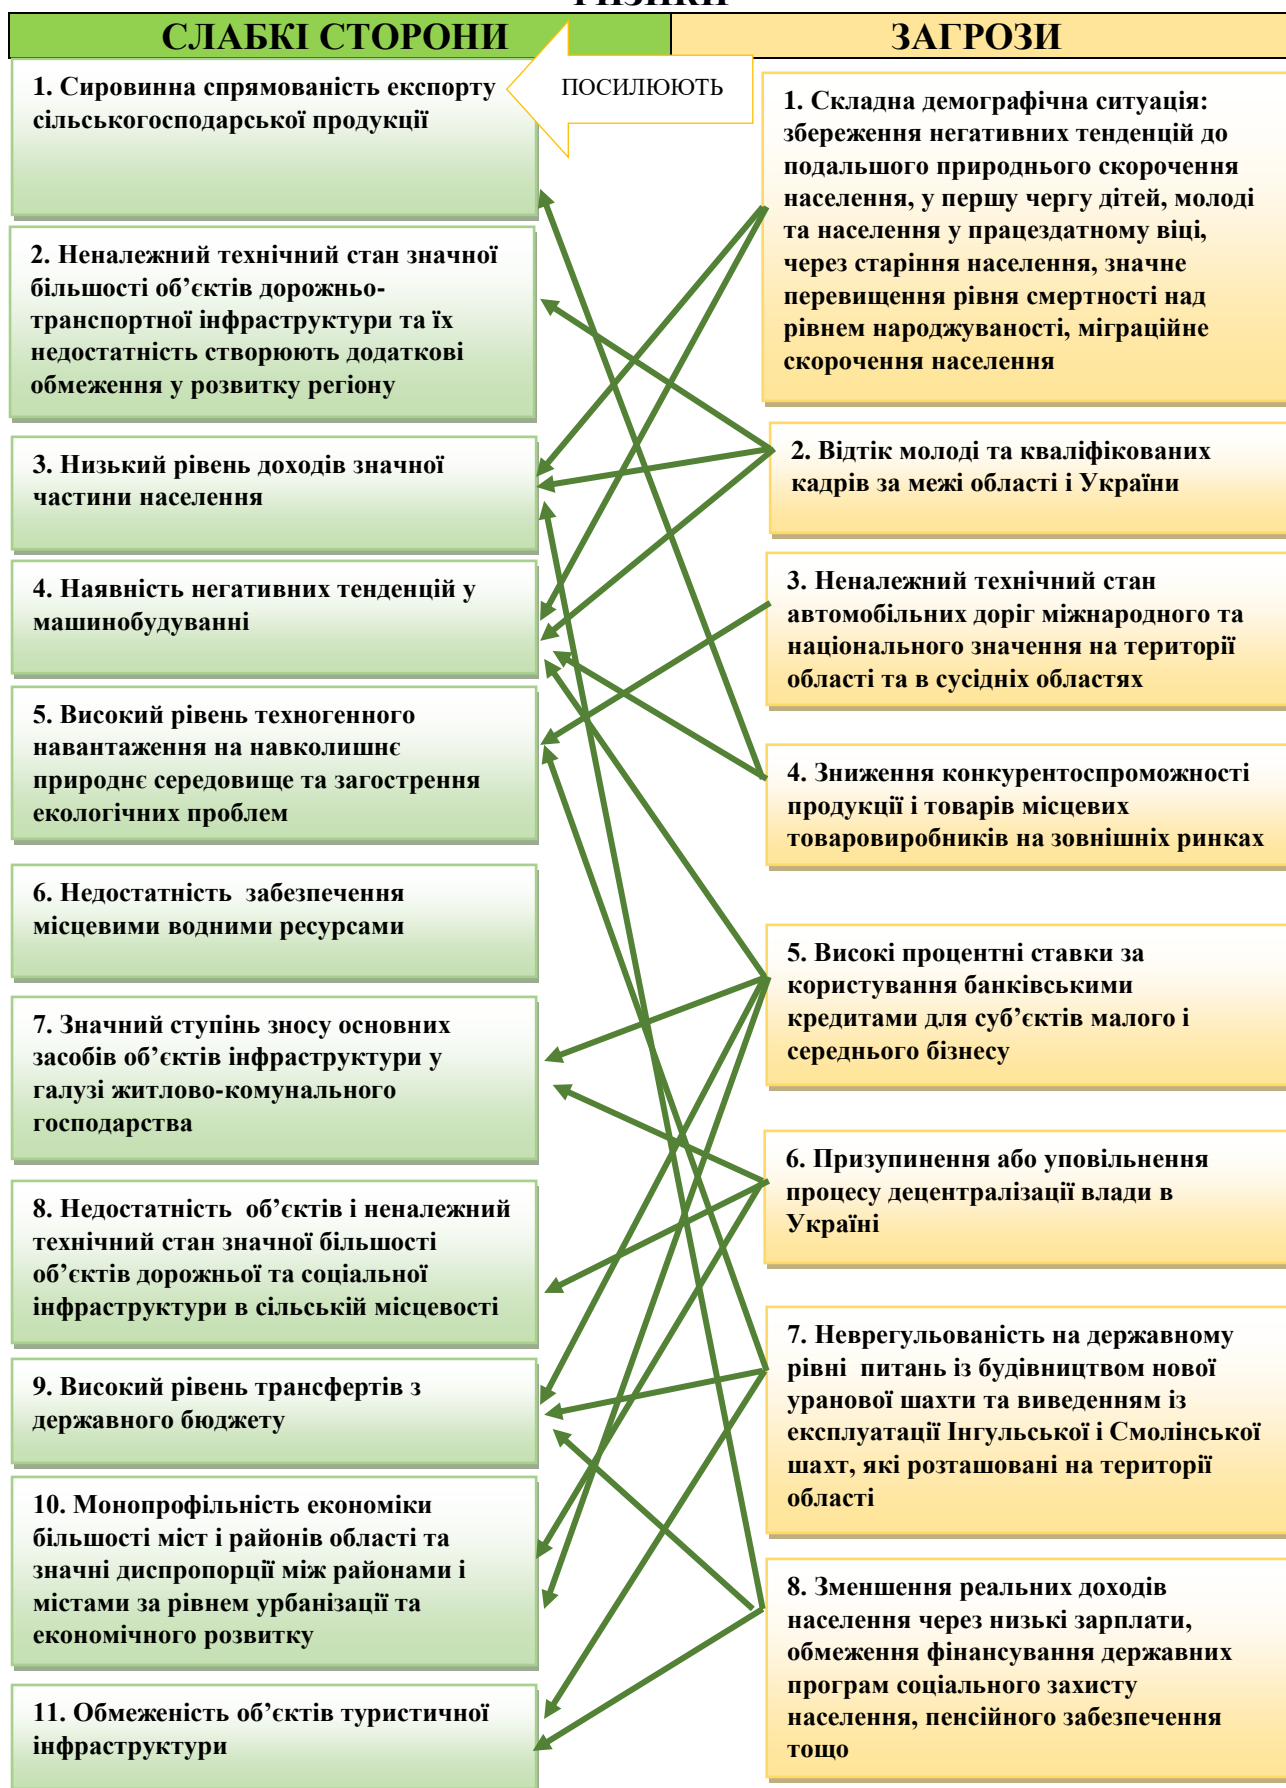 РИЗИКИ
СЛАБКІ СТОРОНИ
ЗАГРОЗИ
ПОСИЛЮЮТЬ
1. Сировинна спрямованість експорту
сільськогосподарської продукції
2. Неналежний технічний стан значної
більшості об’єктів дорожньо-
транспортної інфраструктури та їх
недостатність створюють додаткові
обмеження у розвитку регіону
3. Низький рівень доходів значної
частини населення
4. Наявність негативних тенденцій у
машинобудуванні
5. Високий рівень техногенного
навантаження на навколишнє
природнє середовище та загострення
екологічних проблем
6. Недостатність забезпечення
місцевими водними ресурсами
7. Значний ступінь зносу основних
засобів об’єктів інфраструктури у
галузі житлово-комунального
господарства
8. Недостатність об’єктів і неналежний
технічний стан значної більшості
об’єктів дорожньої та соціальної
інфраструктури в сільській місцевості
9. Високий рівень трансфертів з
державного бюджету
10. Монопрофільність економіки
більшості міст і районів області та
значні диспропорції між районами і
містами за рівнем урбанізації та
економічного розвитку
11. Обмеженість об’єктів туристичної
інфраструктури
1. Складна демографічна ситуація:
збереження негативних тенденцій до
подальшого природнього скорочення
населення, у першу чергу дітей, молоді
та населення у працездатному віці,
через старіння населення, значне
перевищення рівня смертності над
рівнем народжуваності, міграційне
скорочення населення
2. Відтік молоді та кваліфікованих
кадрів за межі області і України
3. Неналежний технічний стан
автомобільних доріг міжнародного та
національного значення на території
області та в сусідніх областях
4. Зниження конкурентоспроможності
продукції і товарів місцевих
товаровиробників на зовнішніх ринках
5. Високі процентні ставки за
користування банківськими
кредитами для суб’єктів малого і
середнього бізнесу
6. Призупинення або уповільнення
процесу децентралізації влади в
Україні
7. Неврегульованість на державному
рівні питань із будівництвом нової
уранової шахти та виведенням із
експлуатації Інгульської і Смолінської
шахт, які розташовані на території
області
8. Зменшення реальних доходів
населення через низькі зарплати,
обмеження фінансування державних
програм соціального захисту
населення, пенсійного забезпечення
тощо